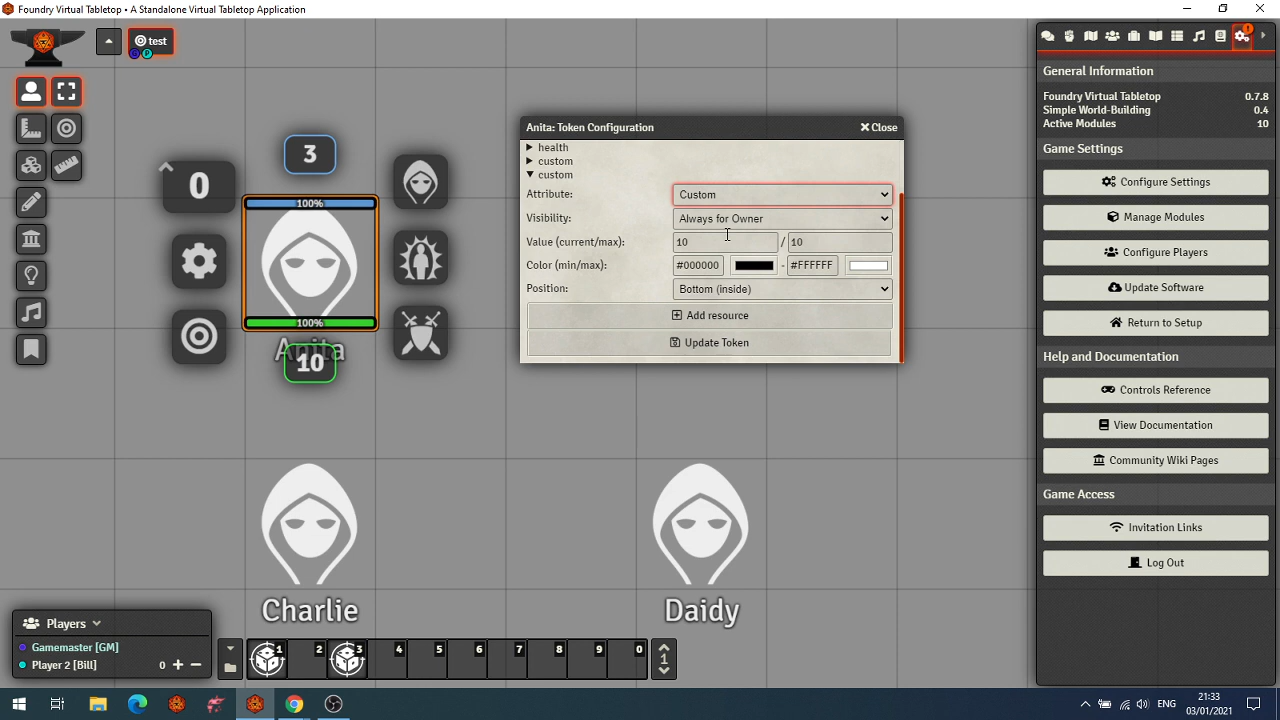 Foundry Virtual Tabletop • A Standalone Virtual Tabletop Application
test
G
P
3
0
100%
100%
Anita
10
Anita: Token Configuration
Close
health
custom
custom
Attribute:
Custom
Visibility:
Always for Owner
Value (current/max):
10 / 10
Color (min/max):
#000000 - #FFFFFF
Position:
Bottom (inside)
Add resource
Update Token
Charlie
Daidy
Players
Gamemaster [GM]
Player 2 [Bill] 0
1 2 3 4 5 6 7 8 9 0
1
General Information
Foundry Virtual Tabletop 0.7.8
Simple World-Building 0.4
Active Modules 10
Game Settings
Configure Settings
Manage Modules
Configure Players
Update Software
Return to Setup
Help and Documentation
Controls Reference
View Documentation
Community Wiki Pages
Game Access
Invitation Links
Log Out
ENG
21:33
03/01/2021